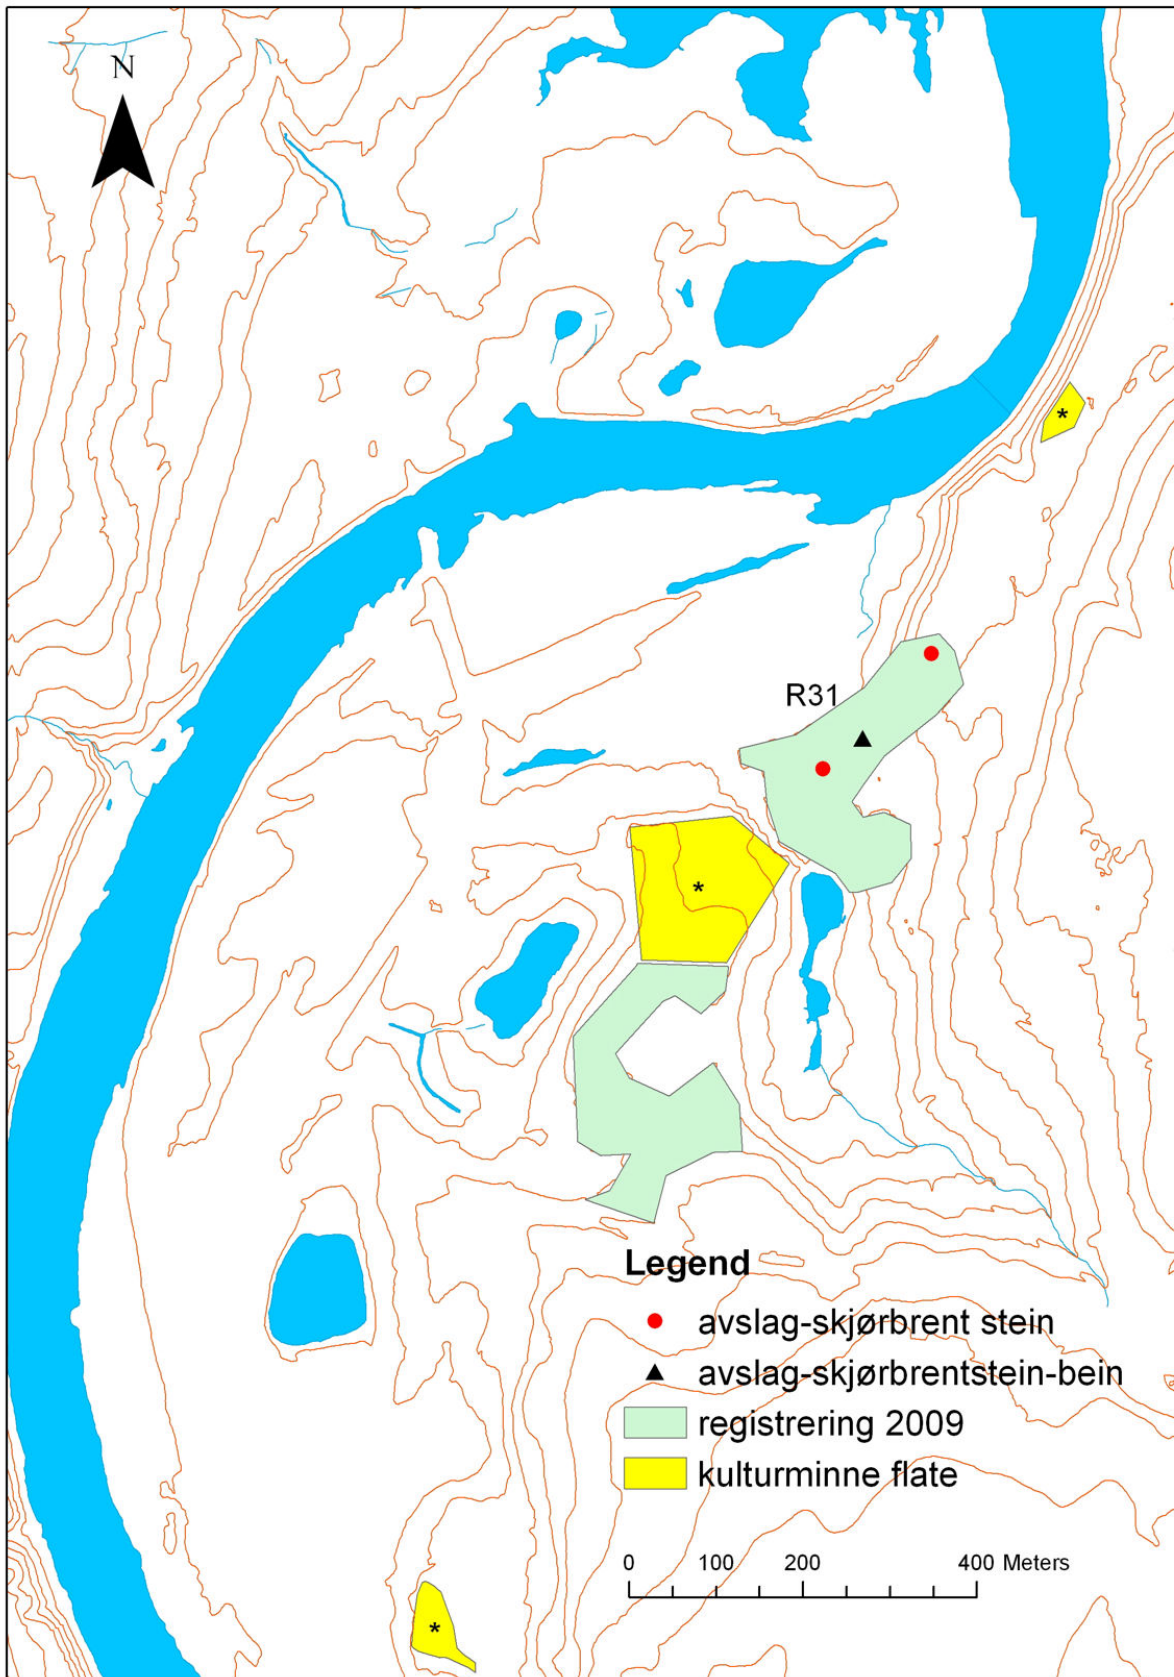 N
*
R31
*
Legend
avslag-skjørbrent stein
avslag-skjørbrentstein-bein
registrering 2009
kulturminne flate
0 100 200 400 Meters
*